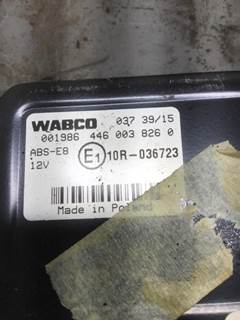 WABCO 037 39/15
001986 446 003 826 0
ABS-E8
12V
E1 10R-036723
Made in Poland